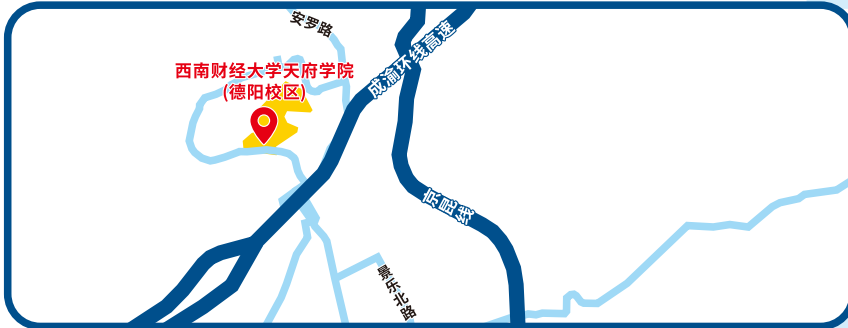 安罗路
西南财经大学天府学院
(德阳校区)
成渝环线高速
京昆线
景乐北路